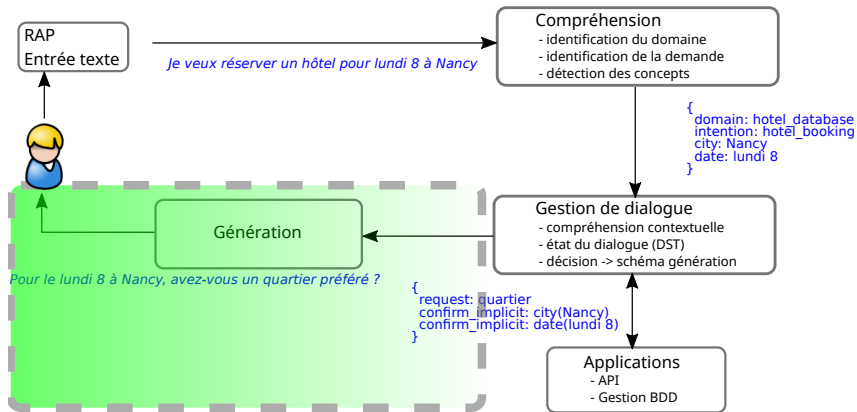 RAP
Entrée texte
Je veux réserver un hôtel pour lundi 8 à Nancy
Compréhension
- identification du domaine
- identification de la demande
- détection des concepts
{
domain: hotel_database
intention: hotel_booking
city: Nancy
date: lundi 8
}
Gestion de dialogue
- compréhension contextuelle
- état du dialogue (DST)
- décision -> schéma génération
Génération
Pour le lundi 8 à Nancy, avez-vous un quartier préféré ?
{
request: quartier
confirm_implicit: city(Nancy)
confirm_implicit: date(lundi 8)
}
Applications
- API
- Gestion BDD